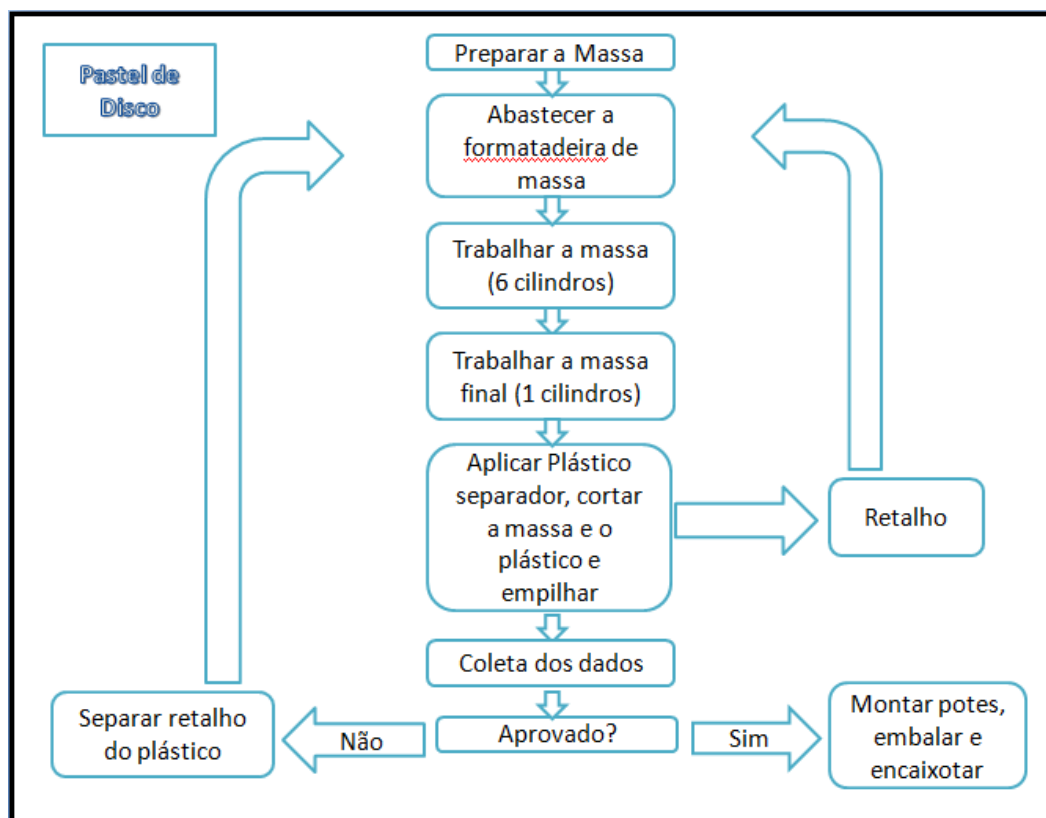 Pastel de
Disco
Preparar a Massa
Abastecer a
formatadeira de
massa
Trabalhar a massa
(6 cilindros)
Trabalhar a massa
final (1 cilindros)
Aplicar Plástico
separador, cortar
a massa e o
plástico e
empilhar
Retalho
Coleta dos dados
Aprovado?
Não
Separar retalho
do plástico
Sim
Montar potes,
embalar e
encaixotar